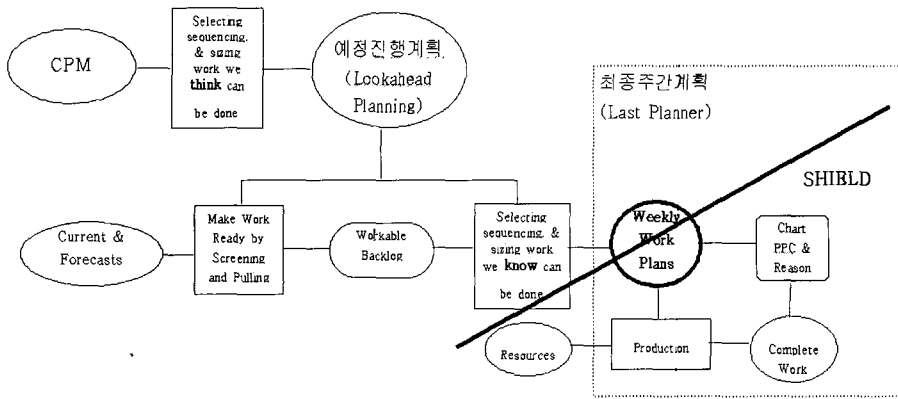 CPM
Selecting
sequencing,
& sizing
work we
think can
be done
예정진행계획
(Lookahead
Planning)
최종주간계획
(Last Planner)
SHIELD
Current &
Forecasts
Make Work
Ready by
Screening
and Pulling
Workable
Backlog
Selecting
sequencing, &
sizing work
we know can
be done
Weekly
Work
Plans
Chart
PPC &
Reason
Resources
Production
Complete
Work